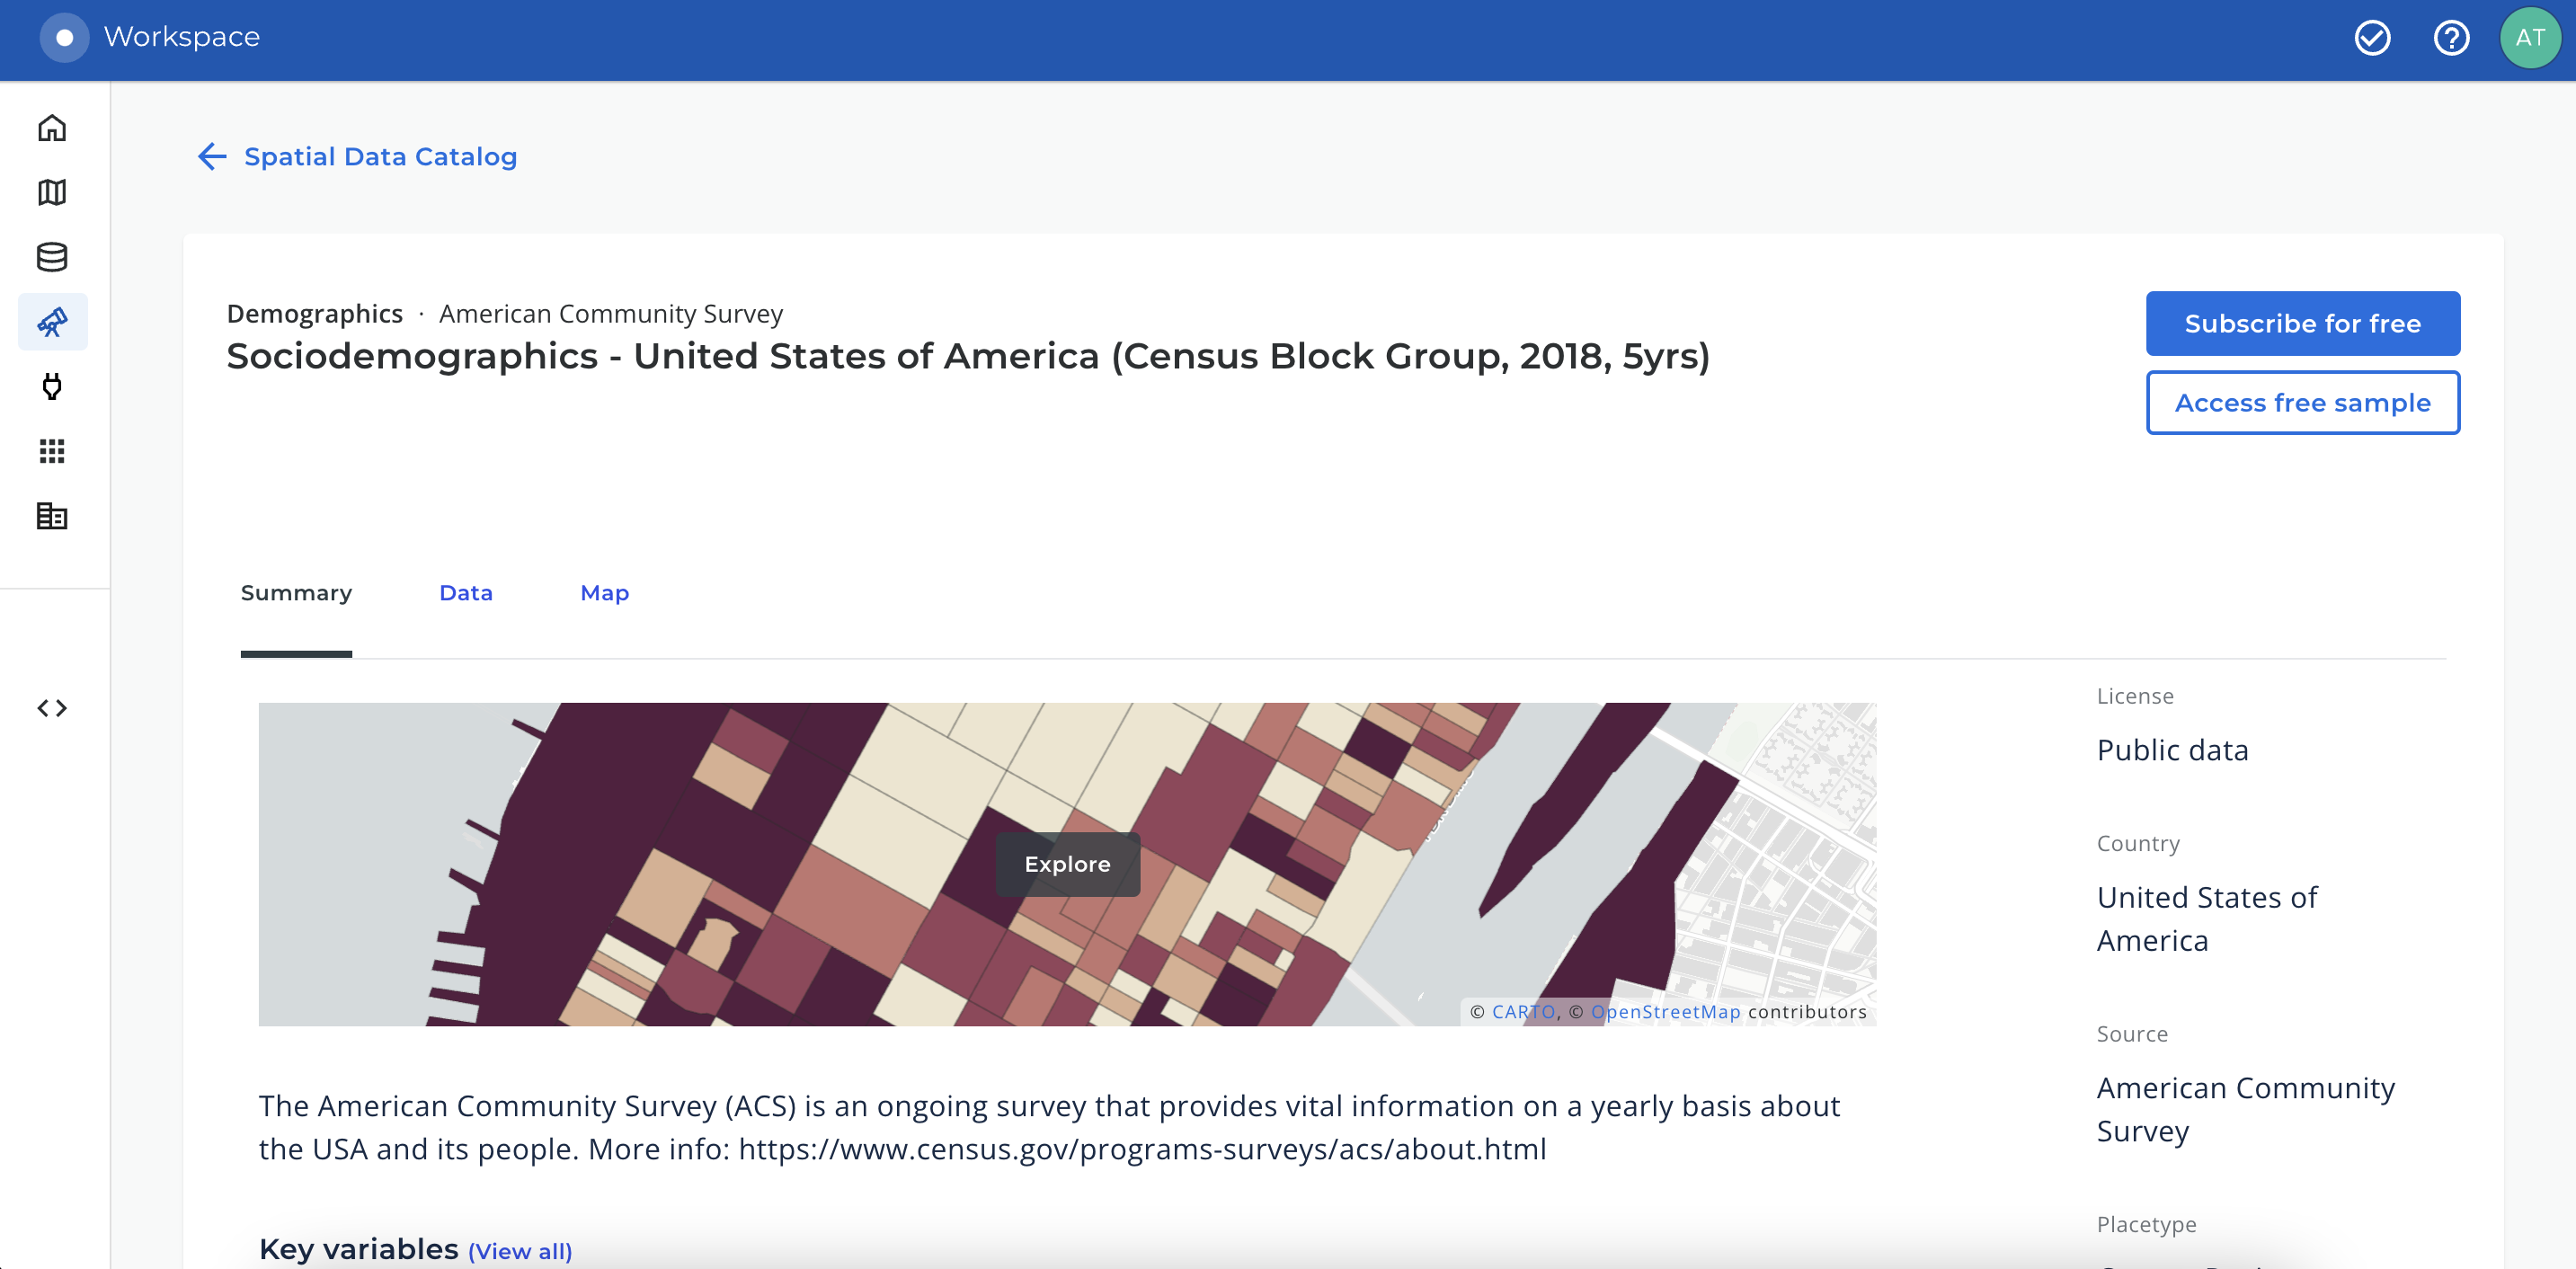 Workspace
AT
Spatial Data Catalog
Demographics · American Community Survey
Sociodemographics - United States of America (Census Block Group, 2018, 5yrs)
Subscribe for free
Access free sample
Summary
Data
Map
Explore
© CARTO, © OpenStreetMap contributors
The American Community Survey (ACS) is an ongoing survey that provides vital information on a yearly basis about
the USA and its people. More info: https://www.census.gov/programs-surveys/acs/about.html
Key variables (View all)
License
Public data
Country
United States of
America
Source
American Community
Survey
Placetype